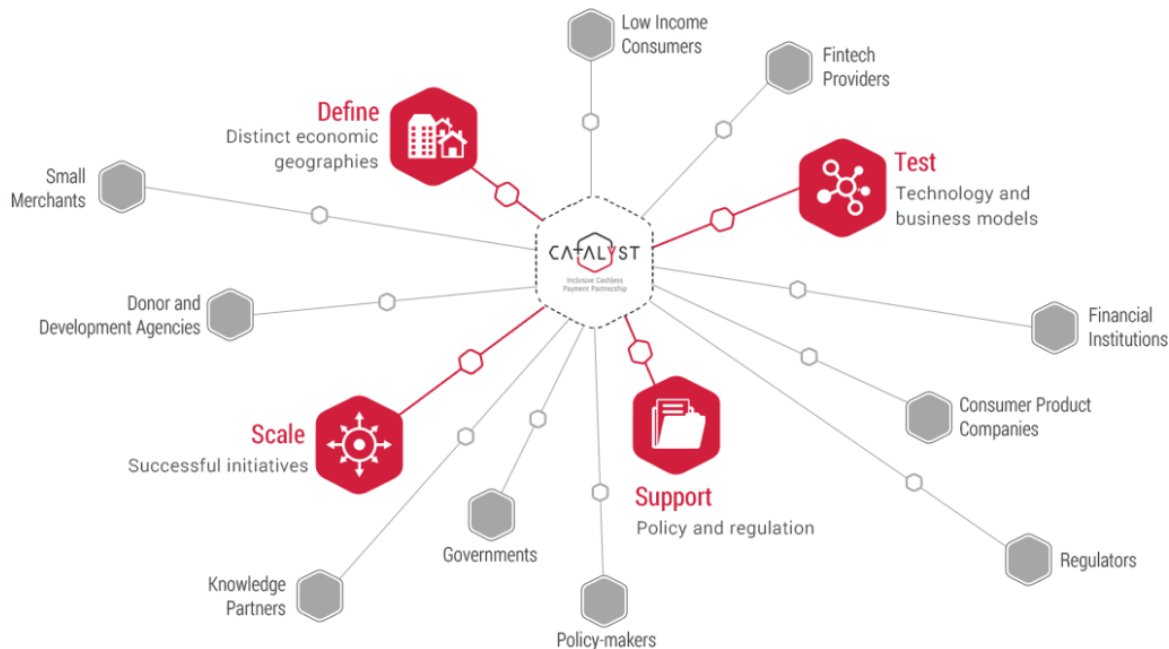 Low Income
Consumers
Fintech
Providers
Define
Distinct economic
geographies
Test
Technology and
business models
Small
Merchants
CATALYST
Inclusive Cashless
Payment Partnership
Donor and
Development Agencies
Financial
Institutions
Consumer Product
Companies
Scale
Successful initiatives
Support
Policy and regulation
Governments
Regulators
Knowledge
Partners
Policy-makers